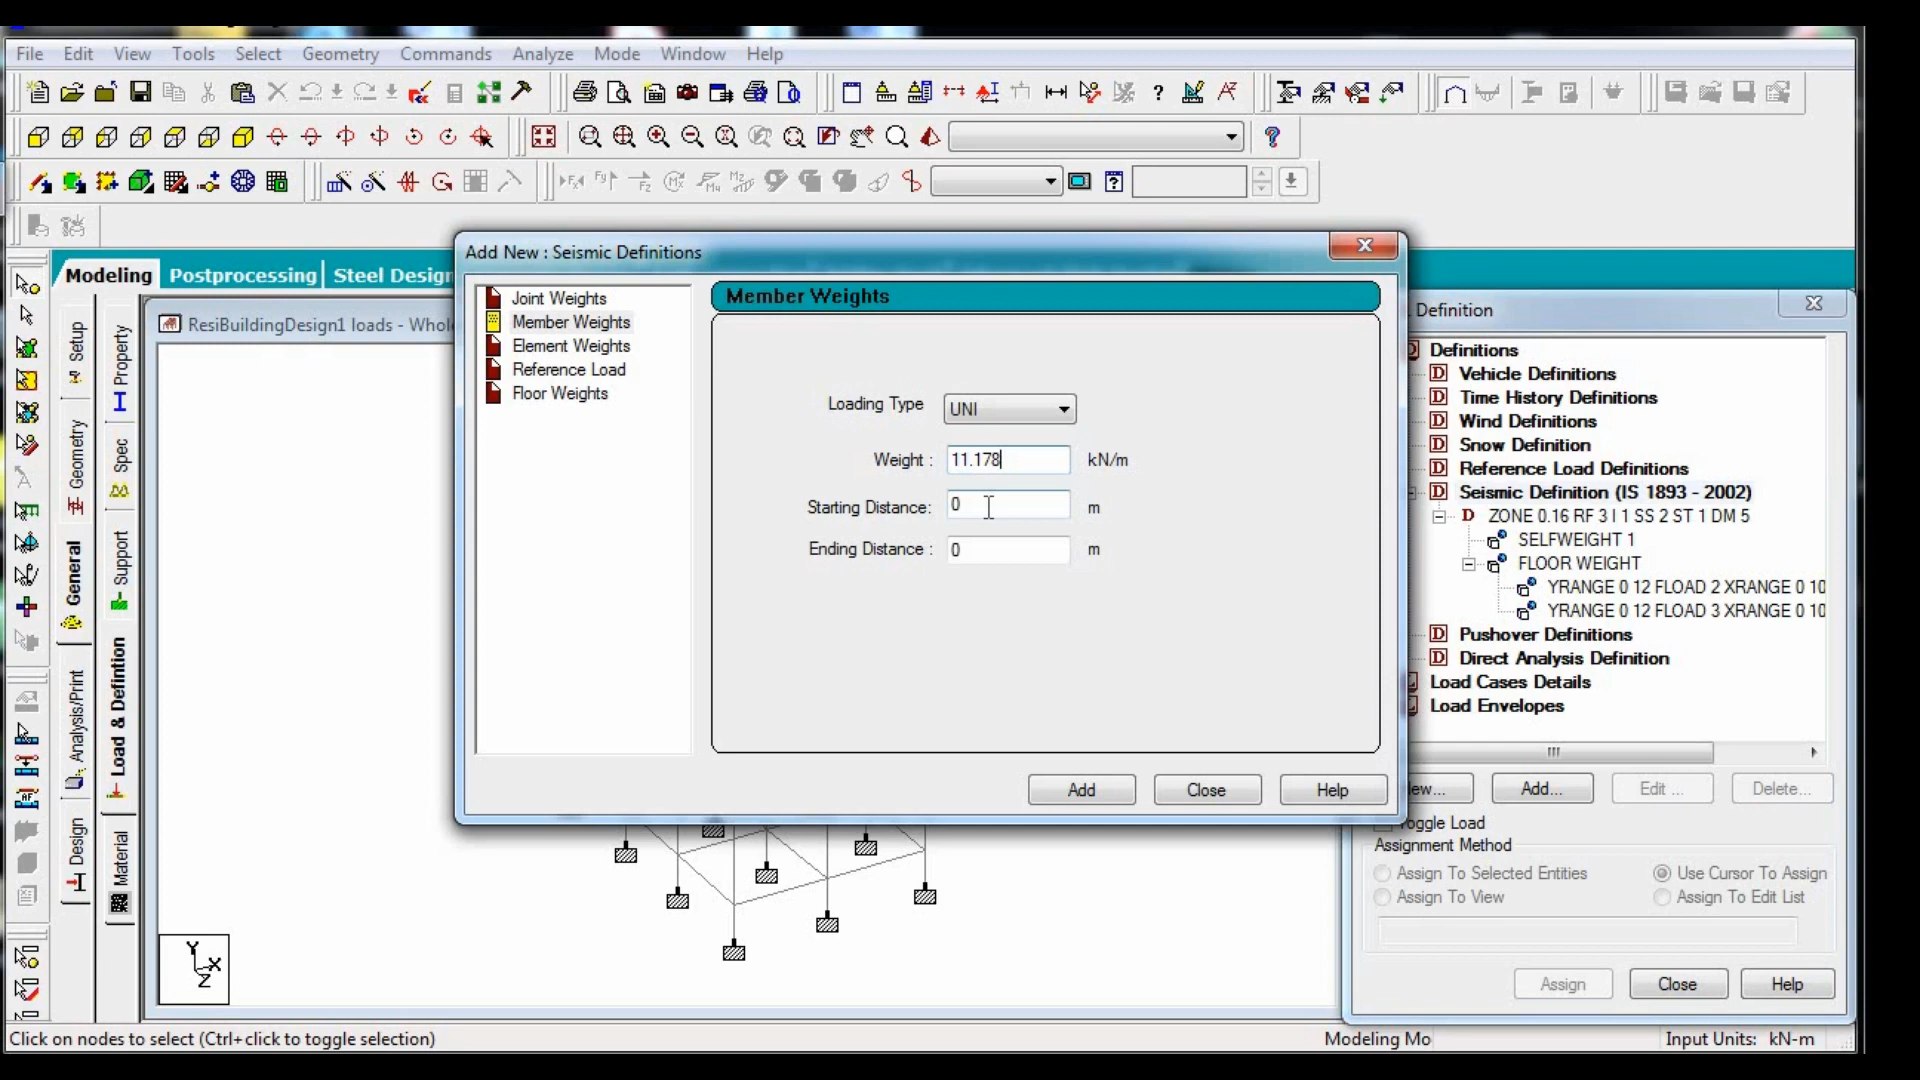 File Edit View Tools Select Geometry Commands Analyze Mode Window Help
Modeling Postprocessing Steel Design
ResiBuildingDesign1 loads - Whol
Setup
Geometry
General
Analysis/Print
Design
Property
Spec
Support
Load & Definition
Material
Add New : Seismic Definitions
Joint Weights
Member Weights
Element Weights
Reference Load
Floor Weights
Member Weights
Loading Type UNI
Weight : 11.178 kN/m
Starting Distance: 0 m
Ending Distance : 0 m
Add Close Help
Definition
Definitions
Vehicle Definitions
Time History Definitions
Wind Definitions
Snow Definition
Reference Load Definitions
Seismic Definition (IS 1893 - 2002)
ZONE 0.16 RF 3 I 1 SS 2 ST 1 DM 5
SELFWEIGHT 1
FLOOR WEIGHT
YRANGE 0 12 FLOAD 2 XRANGE 0 10
YRANGE 0 12 FLOAD 3 XRANGE 0 10
Pushover Definitions
Direct Analysis Definition
Load Cases Details
Load Envelopes
ew... Add... Edit ... Delete...
Toggle Load
Assignment Method
Assign To Selected Entities Use Cursor To Assign
Assign To View Assign To Edit List
Assign Close Help
Y
X
Z
Click on nodes to select (Ctrl+click to toggle selection) Modeling Mo Input Units: kN-m